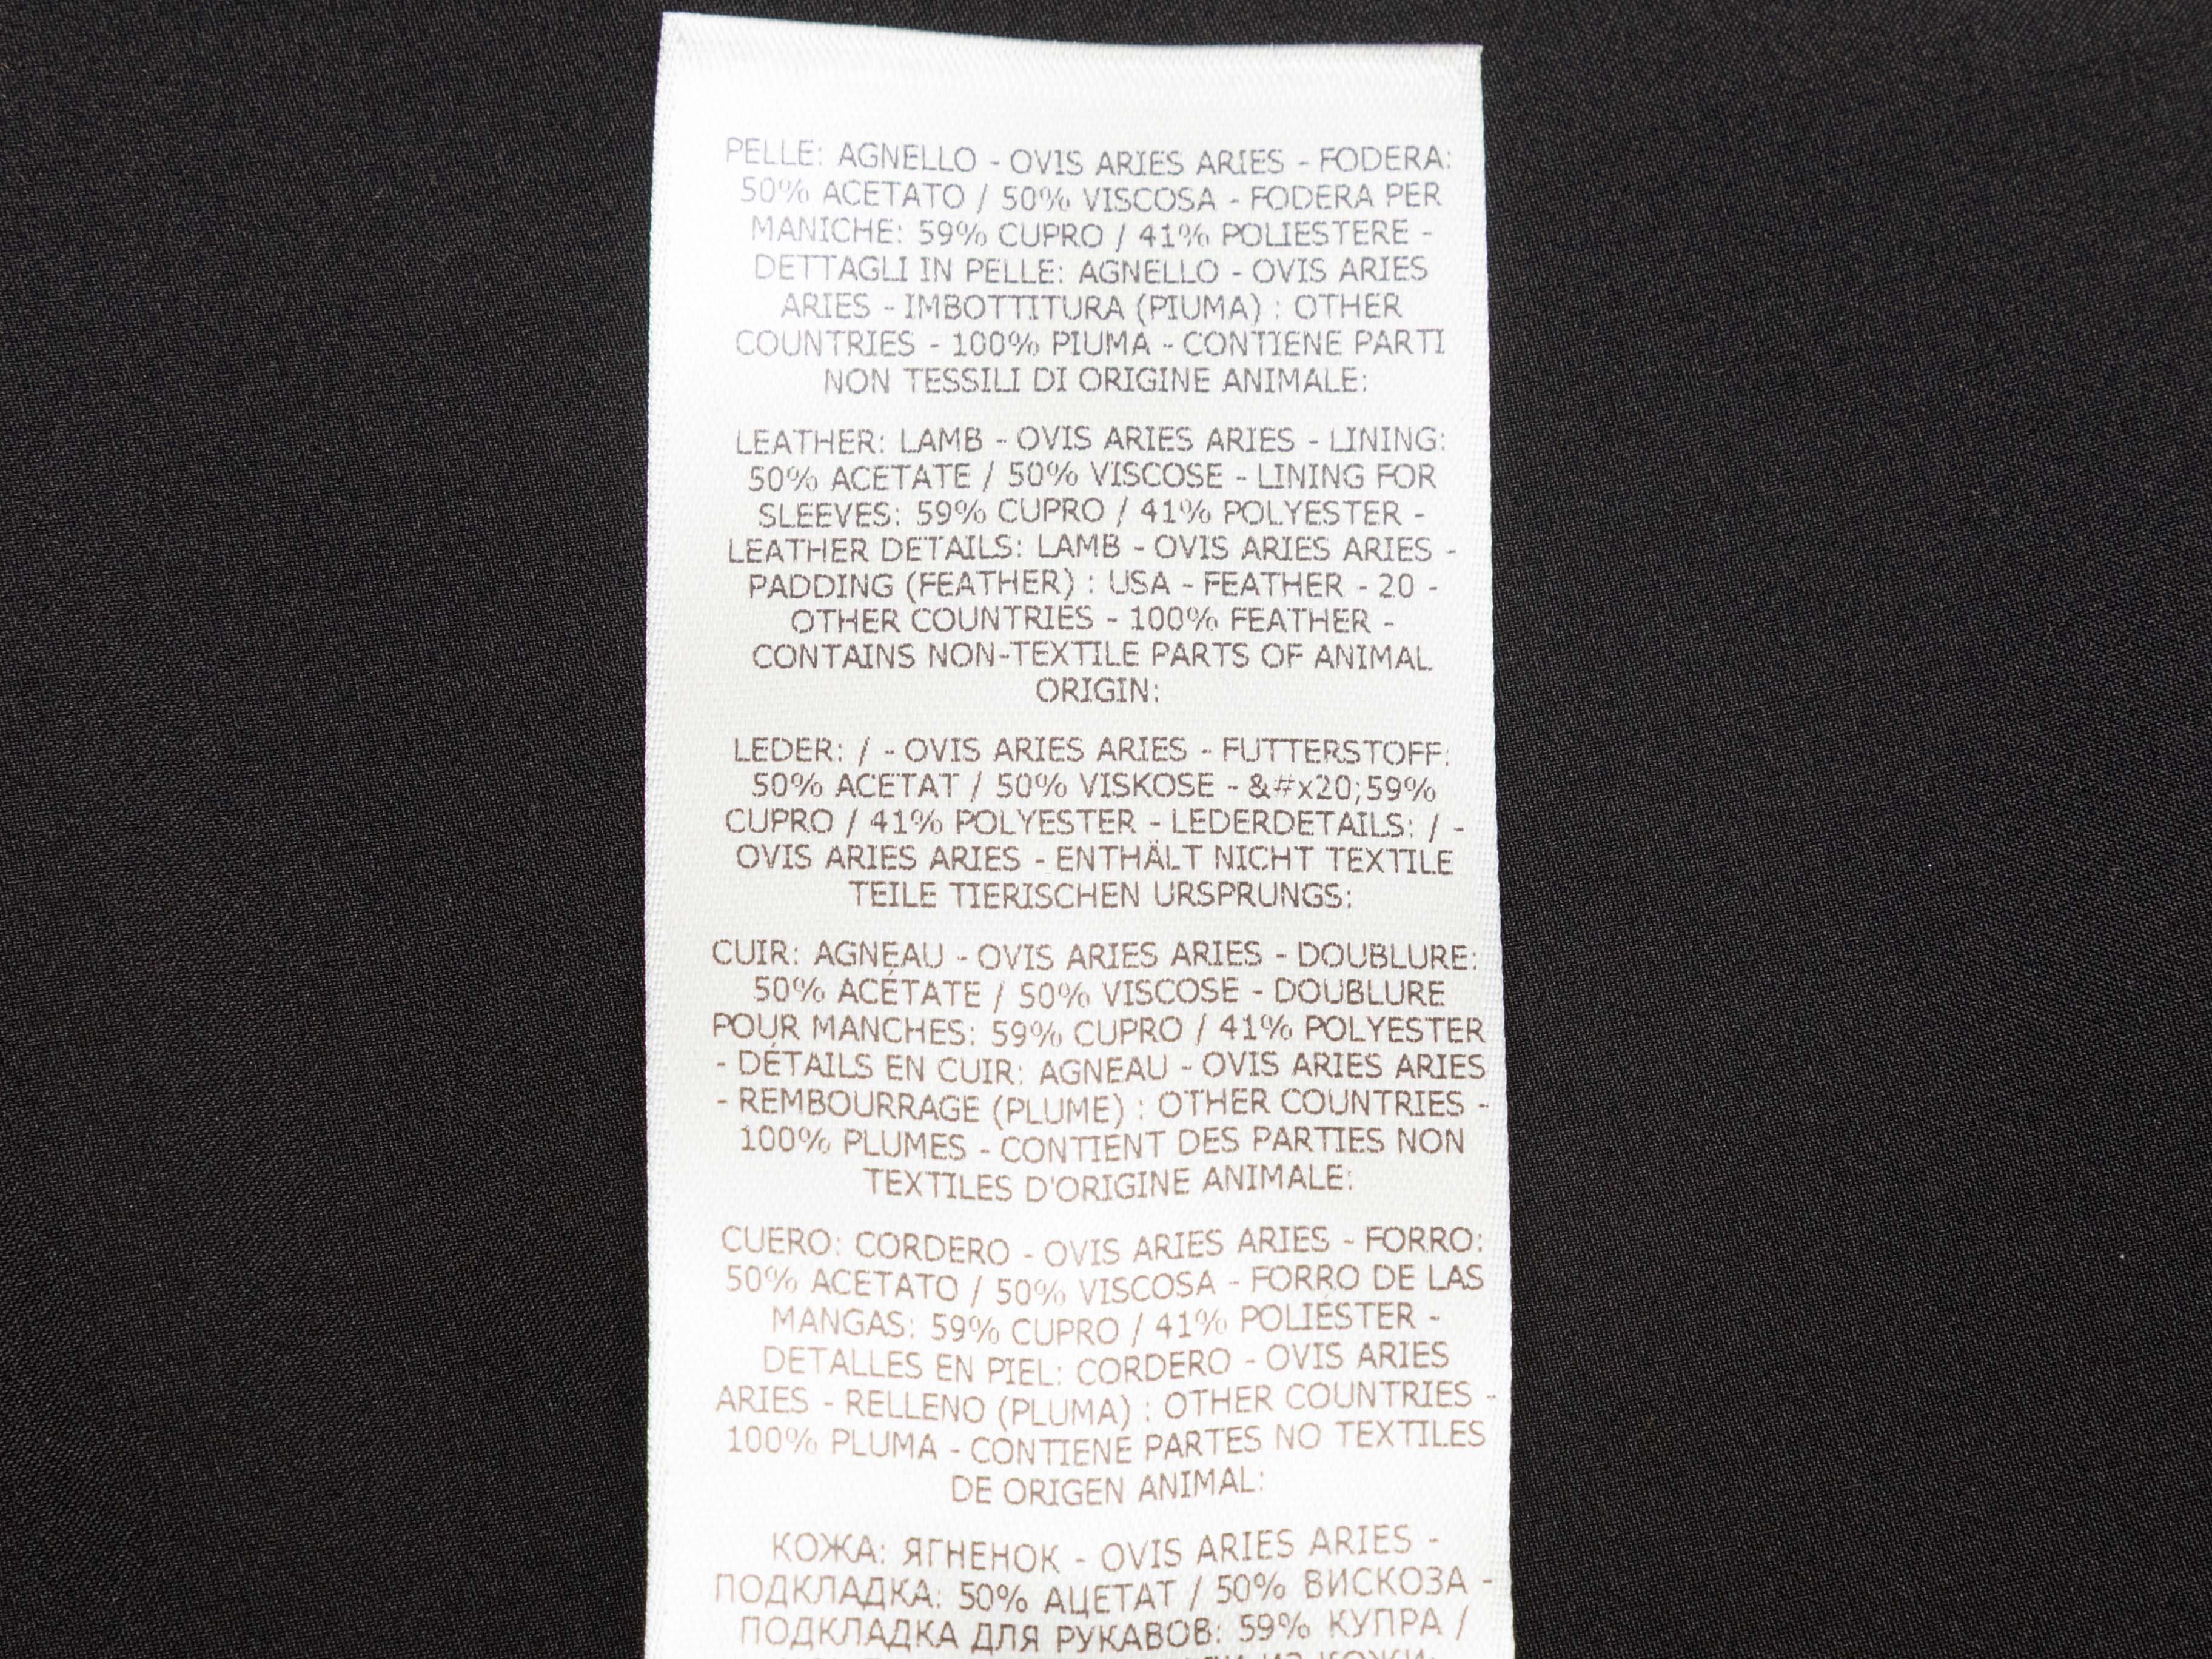 PELLE: AGNELLO - OVIS ARIES ARIES - FODERA:
50% ACETATO / 50% VISCOSA - FODERA PER
MANICHE: 59% CUPRO / 41% POLIESTERE -
DETTAGLI IN PELLE: AGNELLO - OVIS ARIES
ARIES - IMBOTTITURA (PIUMA) : OTHER
COUNTRIES - 100% PIUMA - CONTIENE PARTI
NON TESSILI DI ORIGINE ANIMALE:
LEATHER: LAMB - OVIS ARIES ARIES - LINING:
50% ACETATE / 50% VISCOSE - LINING FOR
SLEEVES: 59% CUPRO / 41% POLYESTER -
LEATHER DETAILS: LAMB - OVIS ARIES ARIES -
PADDING (FEATHER) : USA - FEATHER - 20 -
OTHER COUNTRIES - 100% FEATHER -
CONTAINS NON-TEXTILE PARTS OF ANIMAL
ORIGIN:
LEDER: / - OVIS ARIES ARIES - FUTTERSTOFF:
50% ACETAT / 50% VISKOSE - &#x20;59%
CUPRO / 41% POLYESTER - LEDERDETAILS: / -
OVIS ARIES ARIES - ENTHÄLT NICHT TEXTILE
TEILE TIERISCHEN URSPRUNGS:
CUIR: AGNEAU - OVIS ARIES ARIES - DOUBLURE:
50% ACÉTATE / 50% VISCOSE - DOUBLURE
POUR MANCHES: 59% CUPRO / 41% POLYESTER
- DÉTAILS EN CUIR: AGNEAU - OVIS ARIES ARIES
- REMBOURRAGE (PLUME) : OTHER COUNTRIES -
100% PLUMES - CONTIENT DES PARTIES NON
TEXTILES D'ORIGINE ANIMALE:
CUERO: CORDERO - OVIS ARIES ARIES - FORRO:
50% ACETATO / 50% VISCOSA - FORRO DE LAS
MANGAS: 59% CUPRO / 41% POLIÉSTER -
DETALLES EN PIEL: CORDERO - OVIS ARIES
ARIES - RELLENO (PLUMA) : OTHER COUNTRIES -
100% PLUMA - CONTIENE PARTES NO TEXTILES
DE ORIGEN ANIMAL:
КОЖА: ЯГНЕНОК - OVIS ARIES ARIES -
ПОДКЛАДКА: 50% АЦЕТАТ / 50% ВИСКОЗА -
ПОДКЛАДКА ДЛЯ РУКАВОВ: 59% КУПРА /
ИЗ КОЖИ: